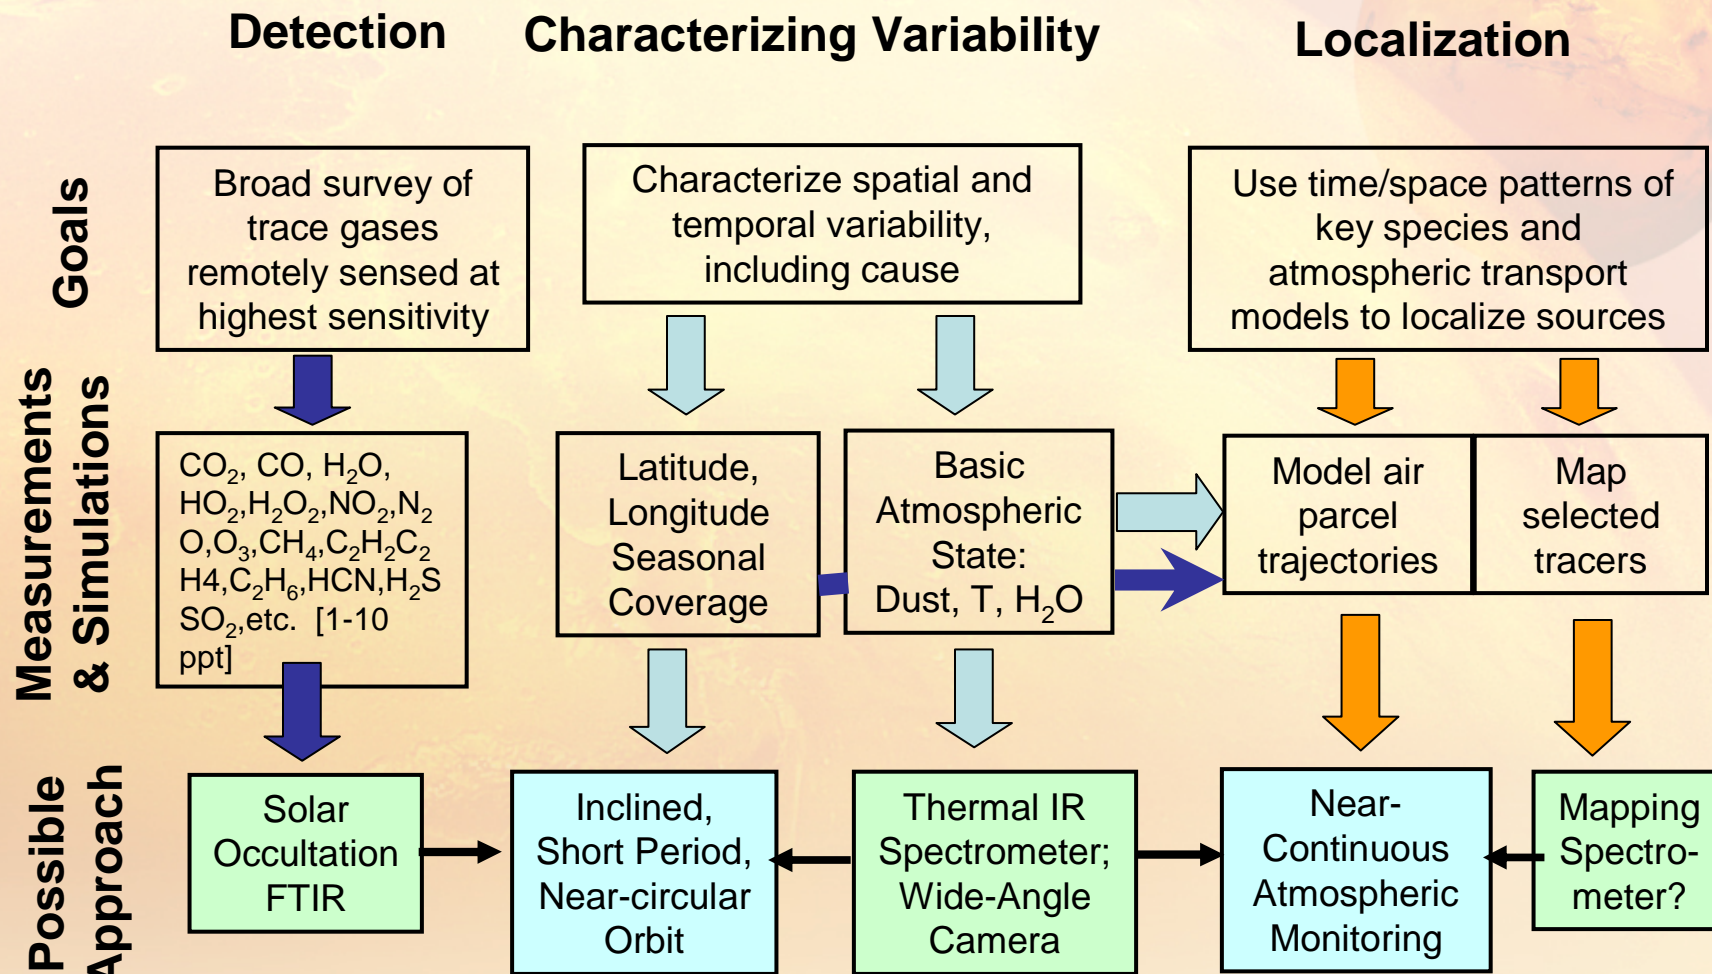 Detection
Characterizing Variability
Localization
Goals
Broad survey of
trace gases
remotely sensed at
highest sensitivity
Characterize spatial and
temporal variability,
including cause
Use time/space patterns of
key species and
atmospheric transport
models to localize sources
Measurements
& Simulations
CO₂, CO, H₂O,
HO₂,H₂O₂,NO₂,N₂
O,O₃,CH₄,C₂H₂C₂
H4,C₂H₆,HCN,H₂S
SO₂,etc. [1-10
ppt]
Latitude,
Longitude
Seasonal
Coverage
Basic
Atmospheric
State:
Dust, T, H₂O
Model air
parcel
trajectories
Map
selected
tracers
Possible
Approach
Solar
Occultation
FTIR
Inclined,
Short Period,
Near-circular
Orbit
Thermal IR
Spectrometer;
Wide-Angle
Camera
Near-
Continuous
Atmospheric
Monitoring
Mapping
Spectro-
meter?